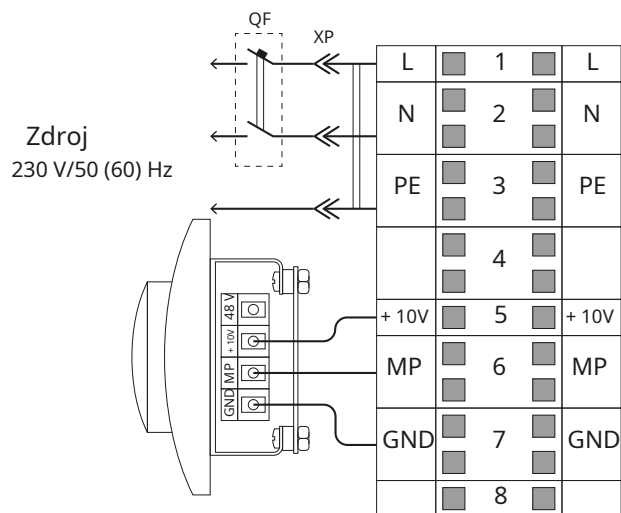 QF
XP
L 1 L
N 2 N
PE 3 PE
4
Zdroj
230 V/50 (60) Hz
+ 10V 5 + 10V
MP 6 MP
GND 7 GND
8
48 V
+ 10V
MP
GND